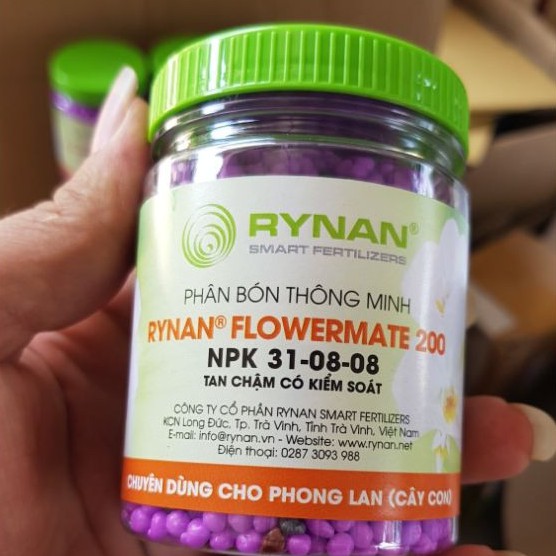 RYNAN®
SMART FERTILIZERS
PHÂN BÓN THÔNG MINH
RYNAN® FLOWERMATE 200
NPK 31-08-08
TAN CHẬM CÓ KIỂM SOÁT
CÔNG TY CỔ PHẦN RYNAN SMART FERTILIZERS
KCN Long Đức, Tp. Trà Vinh, Tỉnh Trà Vinh, Việt Nam
E-mail: info@rynan.vn - Website: www.rynan.net
Điện thoại: 0287 3093 988
CHUYÊN DÙNG CHO PHONG LAN (CÂY CON)